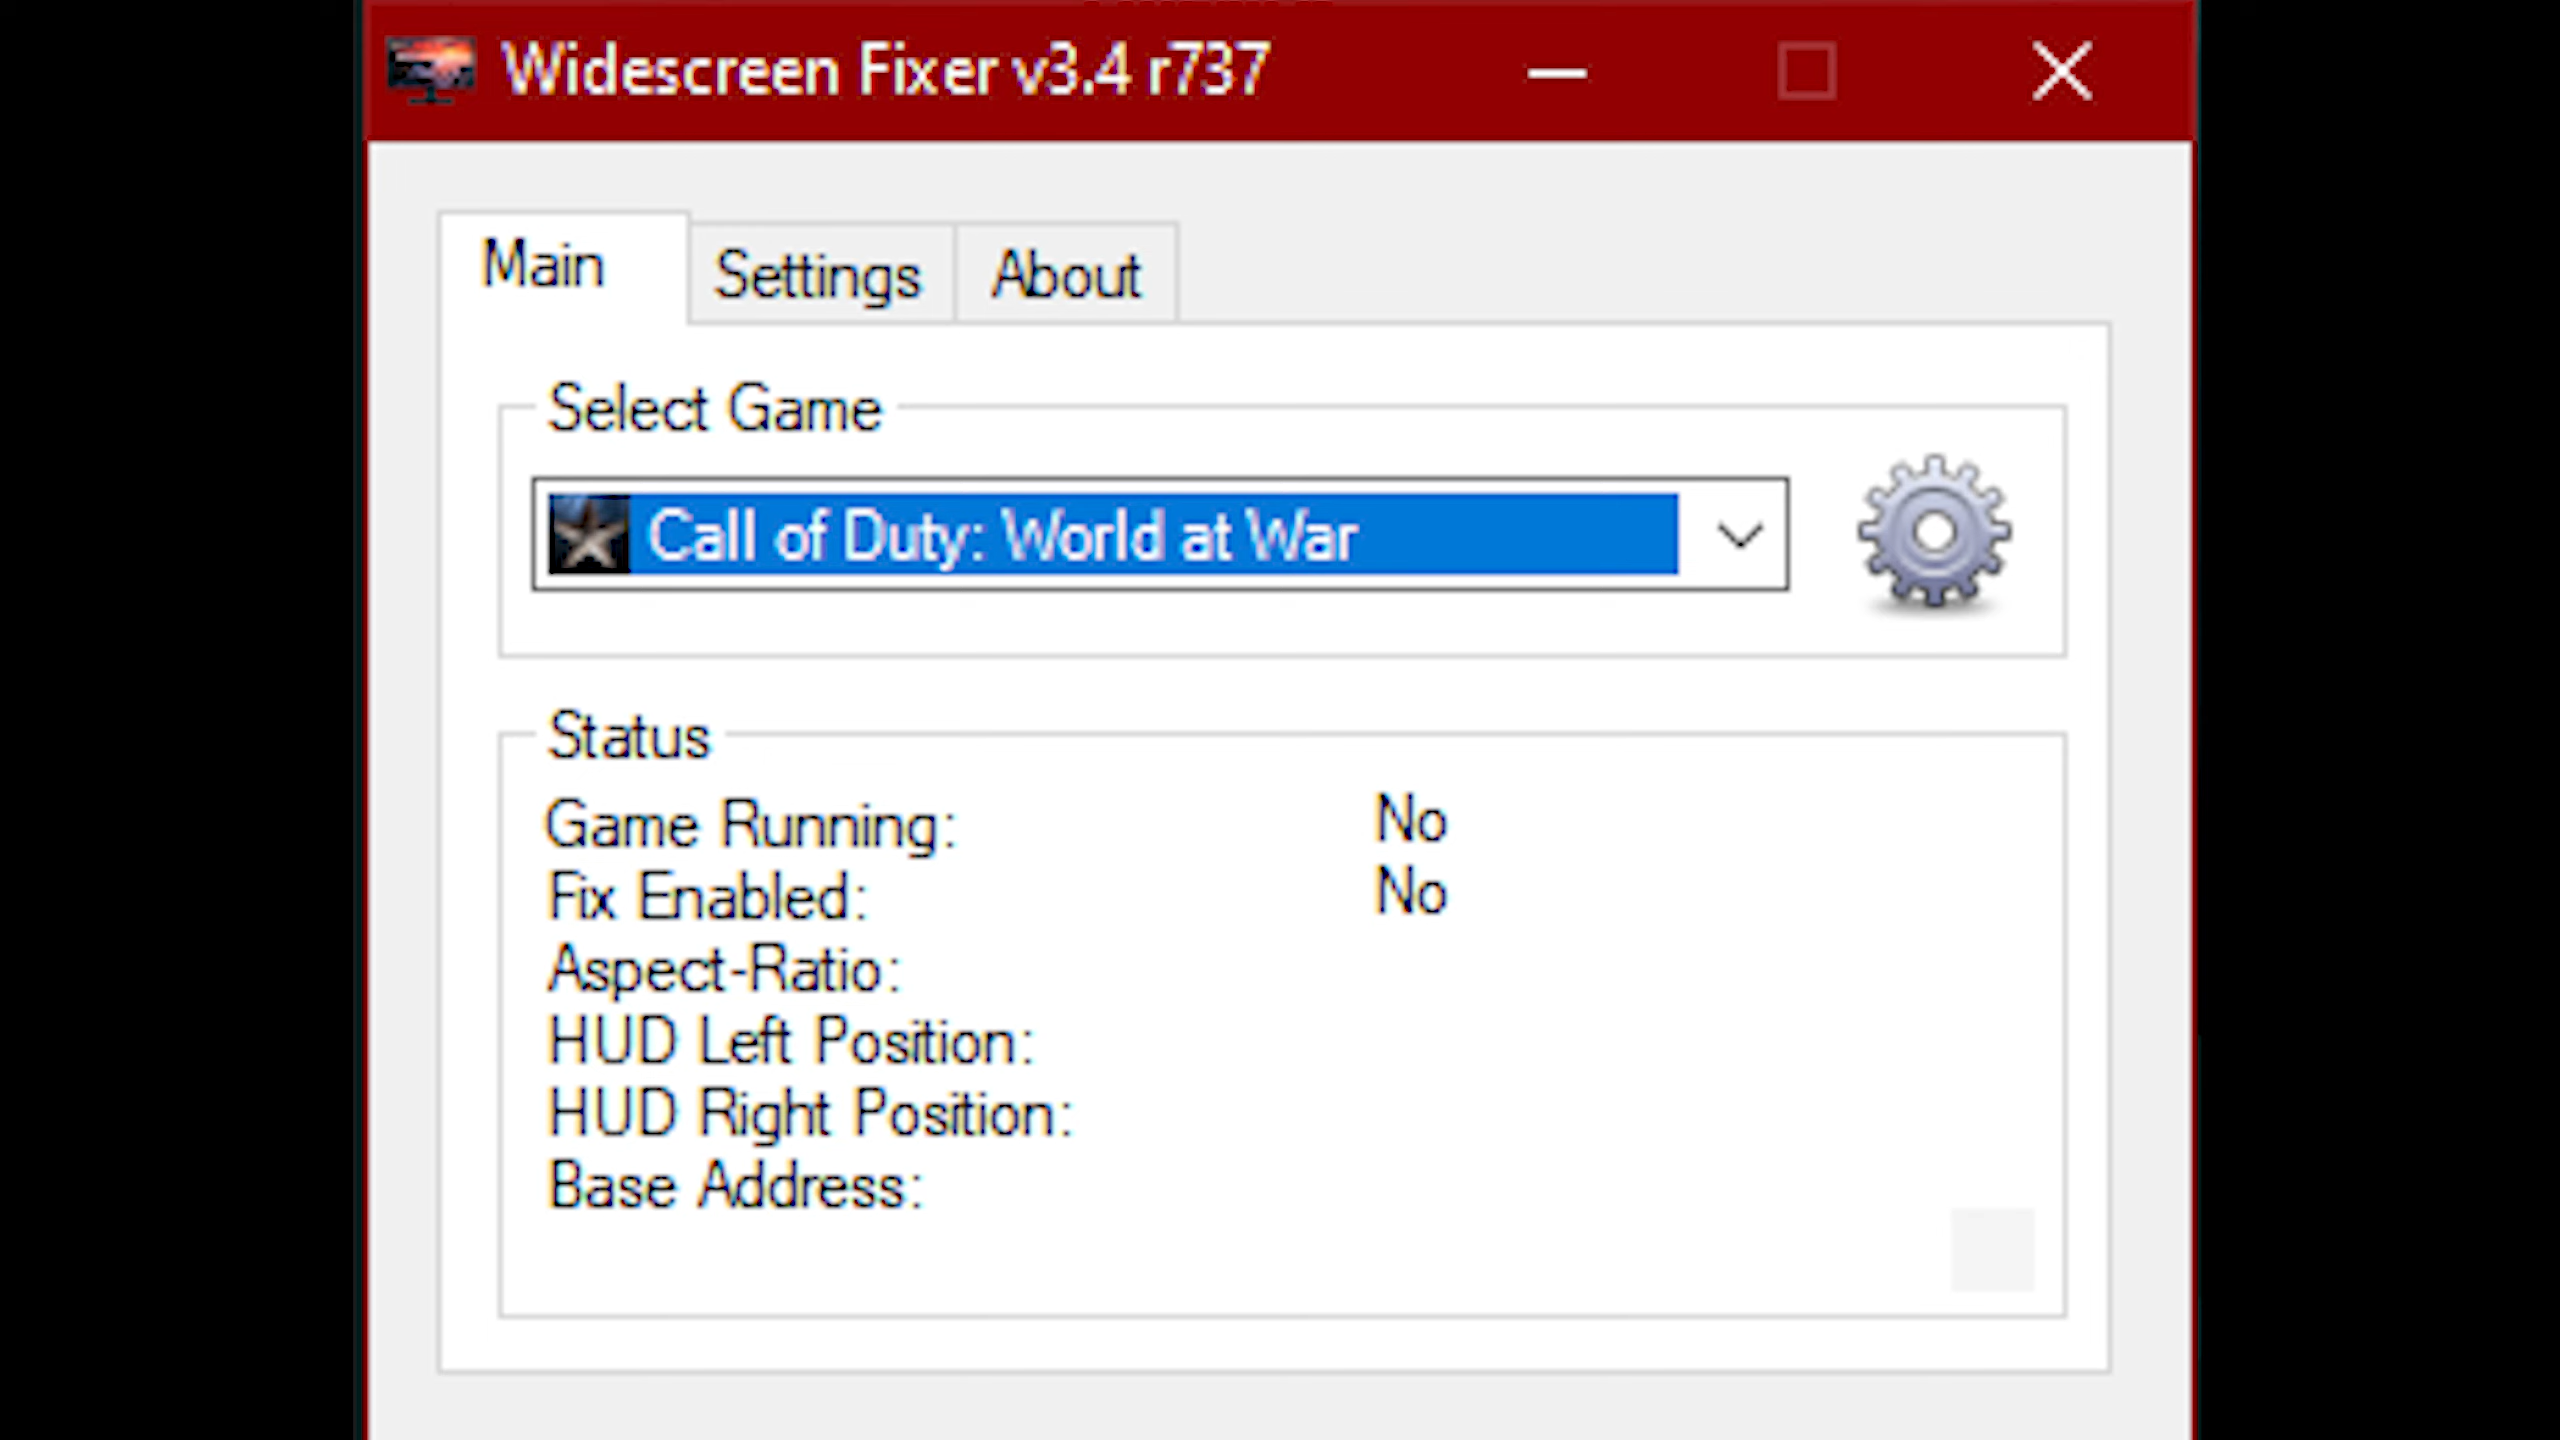 Widescreen Fixer v3.4 r737
Main
Settings
About
Select Game
Call of Duty: World at War
Status
Game Running: No
Fix Enabled: No
Aspect-Ratio:
HUD Left Position:
HUD Right Position:
Base Address: